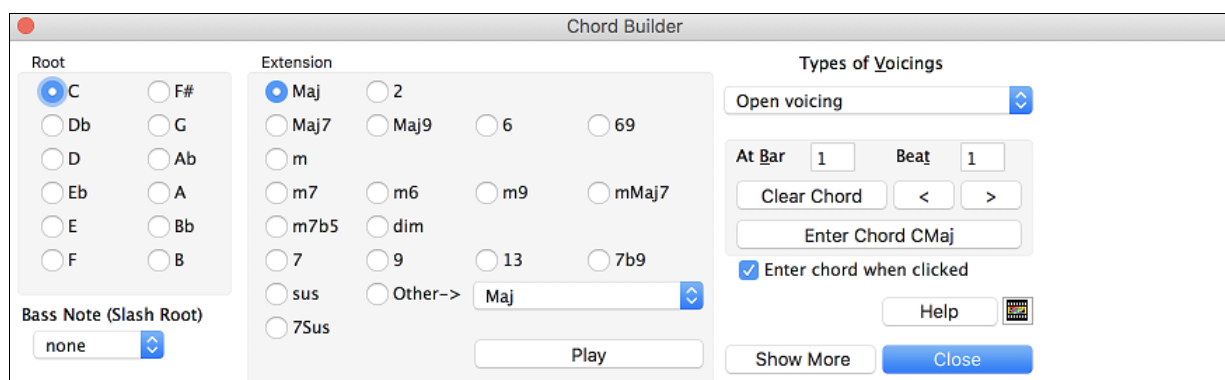 Chord Builder
Root
C F#
Db G
D Ab
Eb A
E Bb
F B
Bass Note (Slash Root)
none
Extension
Maj 2
Maj7 Maj9 6 69
m
m7 m6 m9 mMaj7
m7b5 dim
7 9 13 7b9
sus Other-> Maj
7Sus
Play
Types of Voicings
Open voicing
At Bar 1 Beat 1
Clear Chord < >
Enter Chord CMaj
Enter chord when clicked
Help
Show More Close